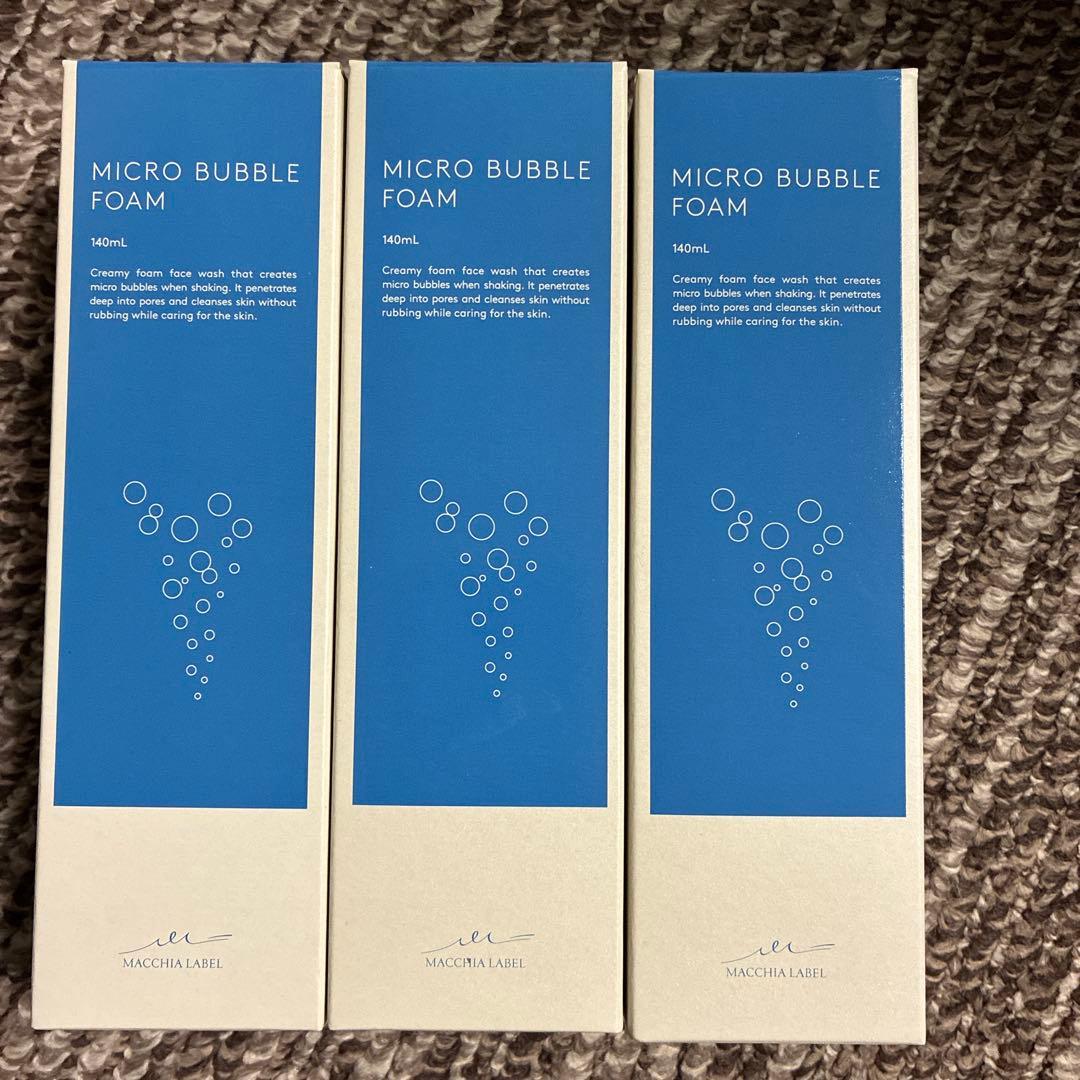 MICRO BUBBLE
FOAM
140mL
Creamy foam face wash that creates
micro bubbles when shaking. It penetrates
deep into pores and cleanses skin without
rubbing while caring for the skin.
MACCHIA LABEL
MICRO BUBBLE
FOAM
140mL
Creamy foam face wash that creates
micro bubbles when shaking. It penetrates
deep into pores and cleanses skin without
rubbing while caring for the skin.
MACCHIA LABEL
MICRO BUBBLE
FOAM
140mL
Creamy foam face wash that creates
micro bubbles when shaking. It penetrates
deep into pores and cleanses skin without
rubbing while caring for the skin.
MACCHIA LABEL